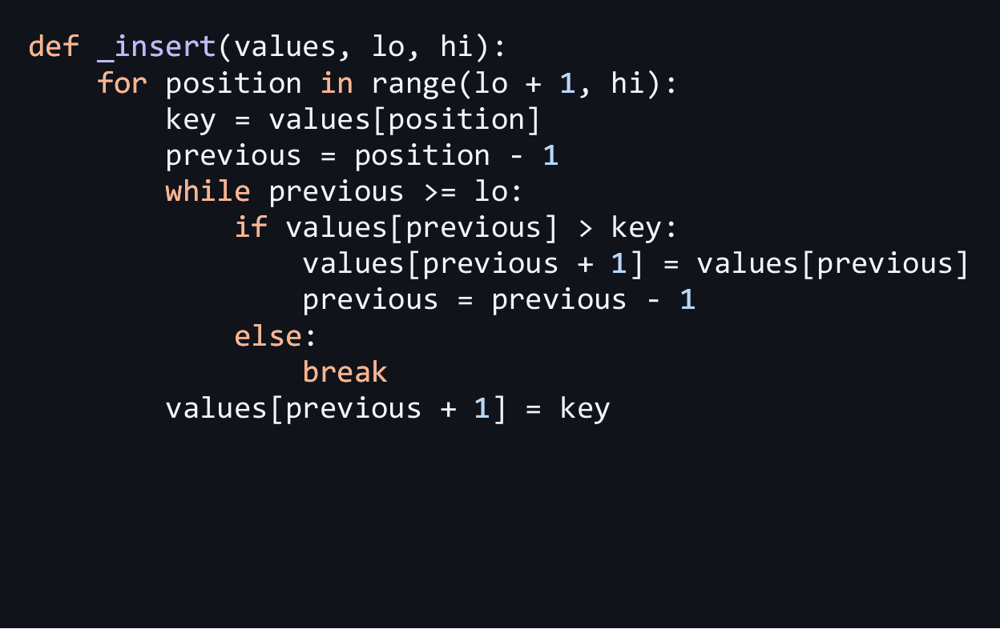 def _insert(values, lo, hi):
    for position in range(lo + 1, hi):
        key = values[position]
        previous = position - 1
        while previous >= lo:
            if values[previous] > key:
                values[previous + 1] = values[previous]
                previous = previous - 1
            else:
                break
        values[previous + 1] = key